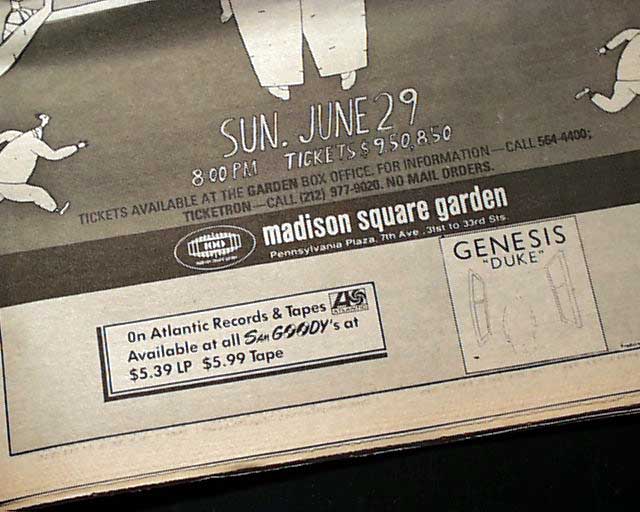 SUN. JUNE 29
8:00 PM TICKETS $9.50, 8.50
TICKETS AVAILABLE AT THE GARDEN BOX OFFICE. FOR INFORMATION—CALL 564-4400;
TICKETRON—CALL (212) 977-9020. NO MAIL ORDERS.
madison square garden
Pennsylvania Plaza, 7th Ave., 31st to 33rd Sts.
On Atlantic Records & Tapes
ATLANTIC
Available at all SAM GOODY's at
$5.39 LP $5.99 Tape
GENESIS
"DUKE"